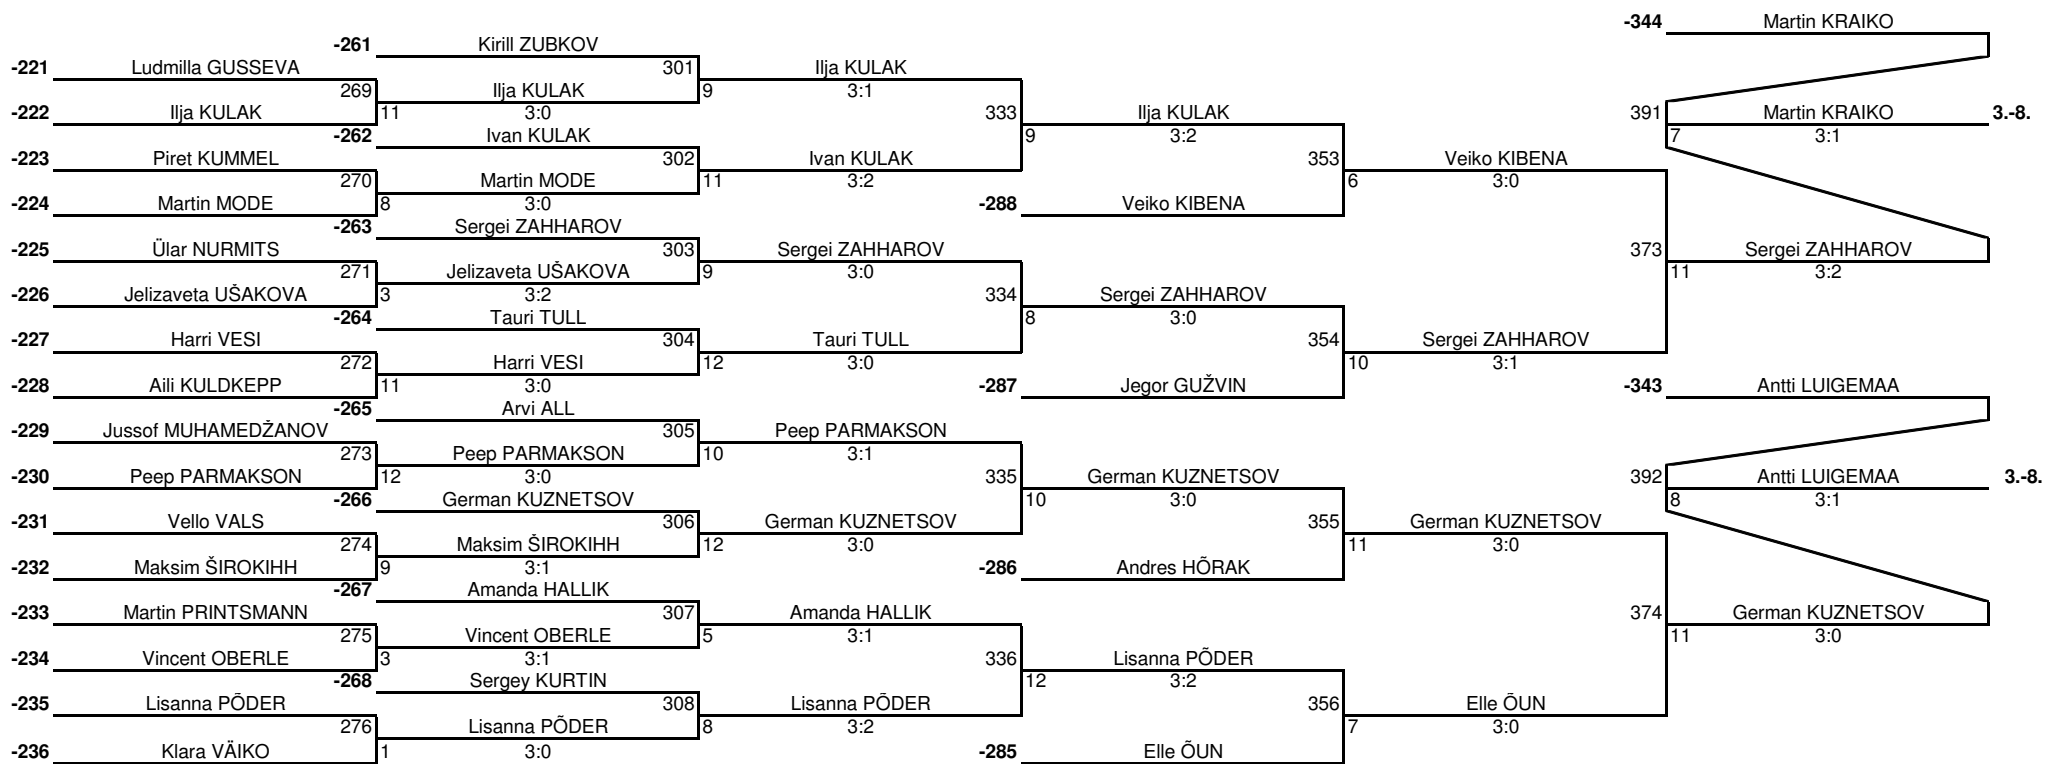 -344 Martin KRAIKO
-261 Kirill ZUBKOV
-221 Ludmilla GUSSEVA 301 Ilja KULAK
269 Ilja KULAK 9 3:1
-222 Ilja KULAK 11 3:0 333 Ilja KULAK 391 Martin KRAIKO 3.-8.
-262 Ivan KULAK 9 3:2 7 3:1
-223 Piret KUMMEL 302 Ivan KULAK 353 Veiko KIBENA
270 Martin MODE 11 3:2 6 3:0
-224 Martin MODE 8 3:0 -288 Veiko KIBENA
-263 Sergei ZAHHAROV
-225 Ülar NURMITS 303 Sergei ZAHHAROV 373 Sergei ZAHHAROV
271 Jelizaveta UŠAKOVA 9 3:0 11 3:2
-226 Jelizaveta UŠAKOVA 3 3:2 334 Sergei ZAHHAROV
-264 Tauri TULL 8 3:0
-227 Harri VESI 304 Tauri TULL 354 Sergei ZAHHAROV
272 Harri VESI 12 3:0 10 3:1
-228 Aili KULDKEPP 11 3:0 -287 Jegor GUŽVIN -343 Antti LUIGEMAA
-265 Arvi ALL
-229 Jussof MUHAMEDŽANOV 305 Peep PARMAKSON
273 Peep PARMAKSON 10 3:1
-230 Peep PARMAKSON 12 3:0 335 German KUZNETSOV 392 Antti LUIGEMAA 3.-8.
-266 German KUZNETSOV 10 3:0 8 3:1
-231 Vello VALS 306 German KUZNETSOV 355 German KUZNETSOV
274 Maksim ŠIROKIHH 12 3:0 11 3:0
-232 Maksim ŠIROKIHH 9 3:1 -286 Andres HÕRAK
-267 Amanda HALLIK
-233 Martin PRINTSMANN 307 Amanda HALLIK 374 German KUZNETSOV
275 Vincent OBERLE 5 3:1 11 3:0
-234 Vincent OBERLE 3 3:1 336 Lisanna PÕDER
-268 Sergey KURTIN 12 3:2
-235 Lisanna PÕDER 308 Lisanna PÕDER 356 Elle ÕUN
276 Lisanna PÕDER 8 3:2 7 3:0
-236 Klara VÄIKO 1 3:0 -285 Elle ÕUN